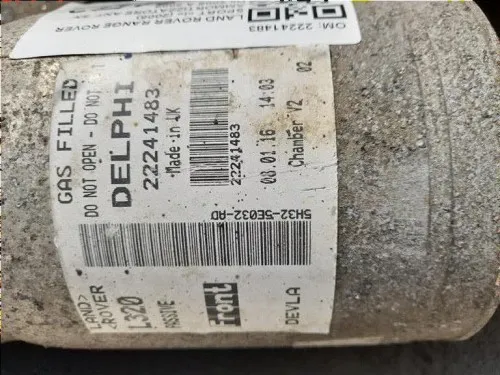 OM: 22241483
LAND ROVER RANGE ROVER
GAS FILLED
DO NOT OPEN - DO NOT
DELPHI
22241483
Made in UK
22241483
08.01.16 14:03 02
Chamber V2
5H32-5E032-AD
LAND>
<ROVER
L320
PASSIVE
Front
DEVLA